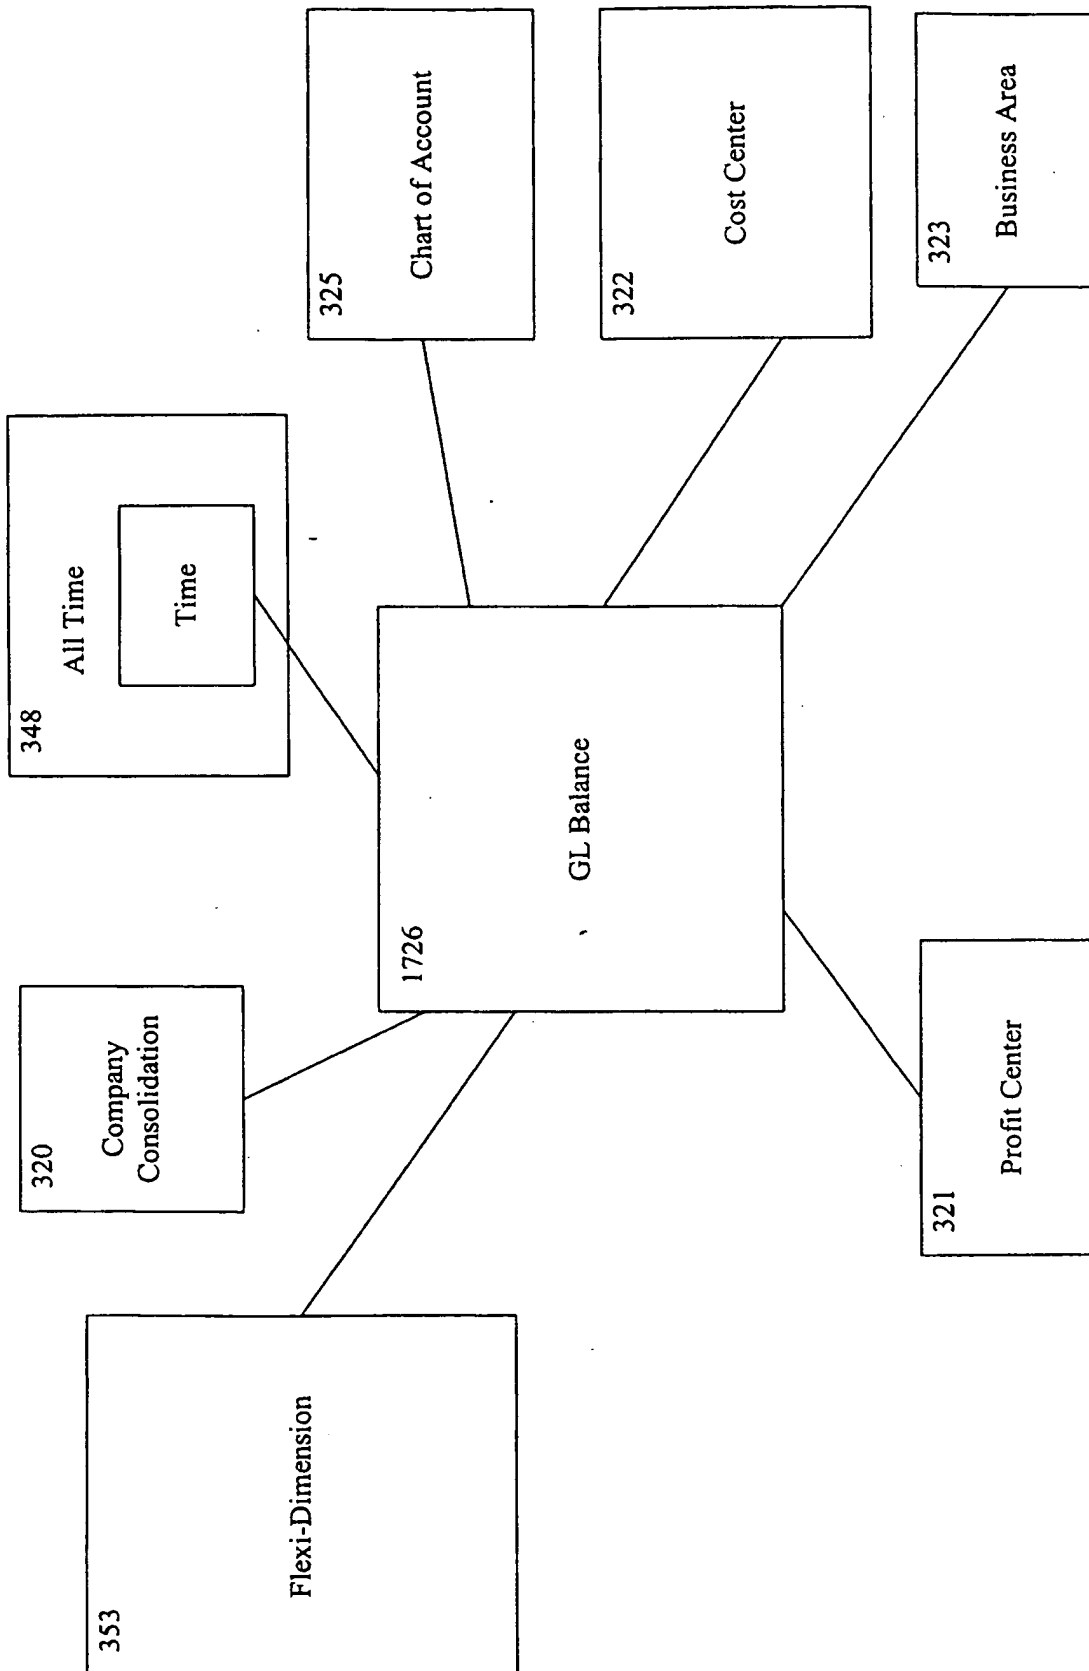 353
Flexi-Dimension
320
Company
Consolidation
348
All Time
Time
325
Chart of Account
1726
GL Balance
322
Cost Center
321
Profit Center
323
Business Area